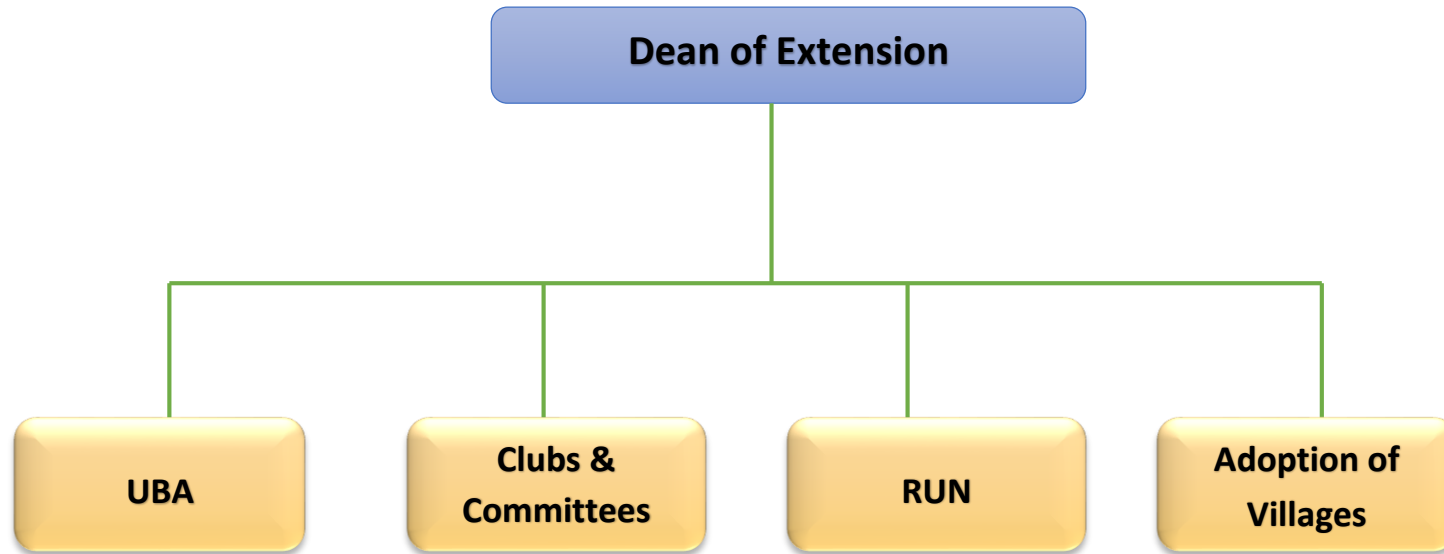 Dean of Extension
UBA
Clubs &
Committees
RUN
Adoption of
Villages